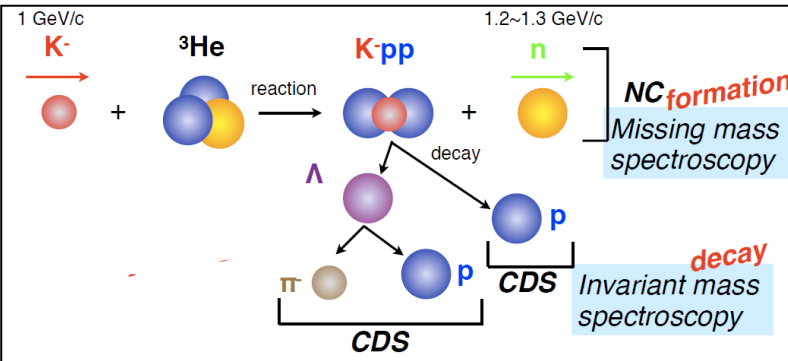 1 GeV/c
1.2~1.3 GeV/c
K-
³He
K-pp
n
reaction
+
+
NC formation
Missing mass
spectroscopy
decay
Λ
p
π-
p
CDS
CDS
decay
Invariant mass
spectroscopy